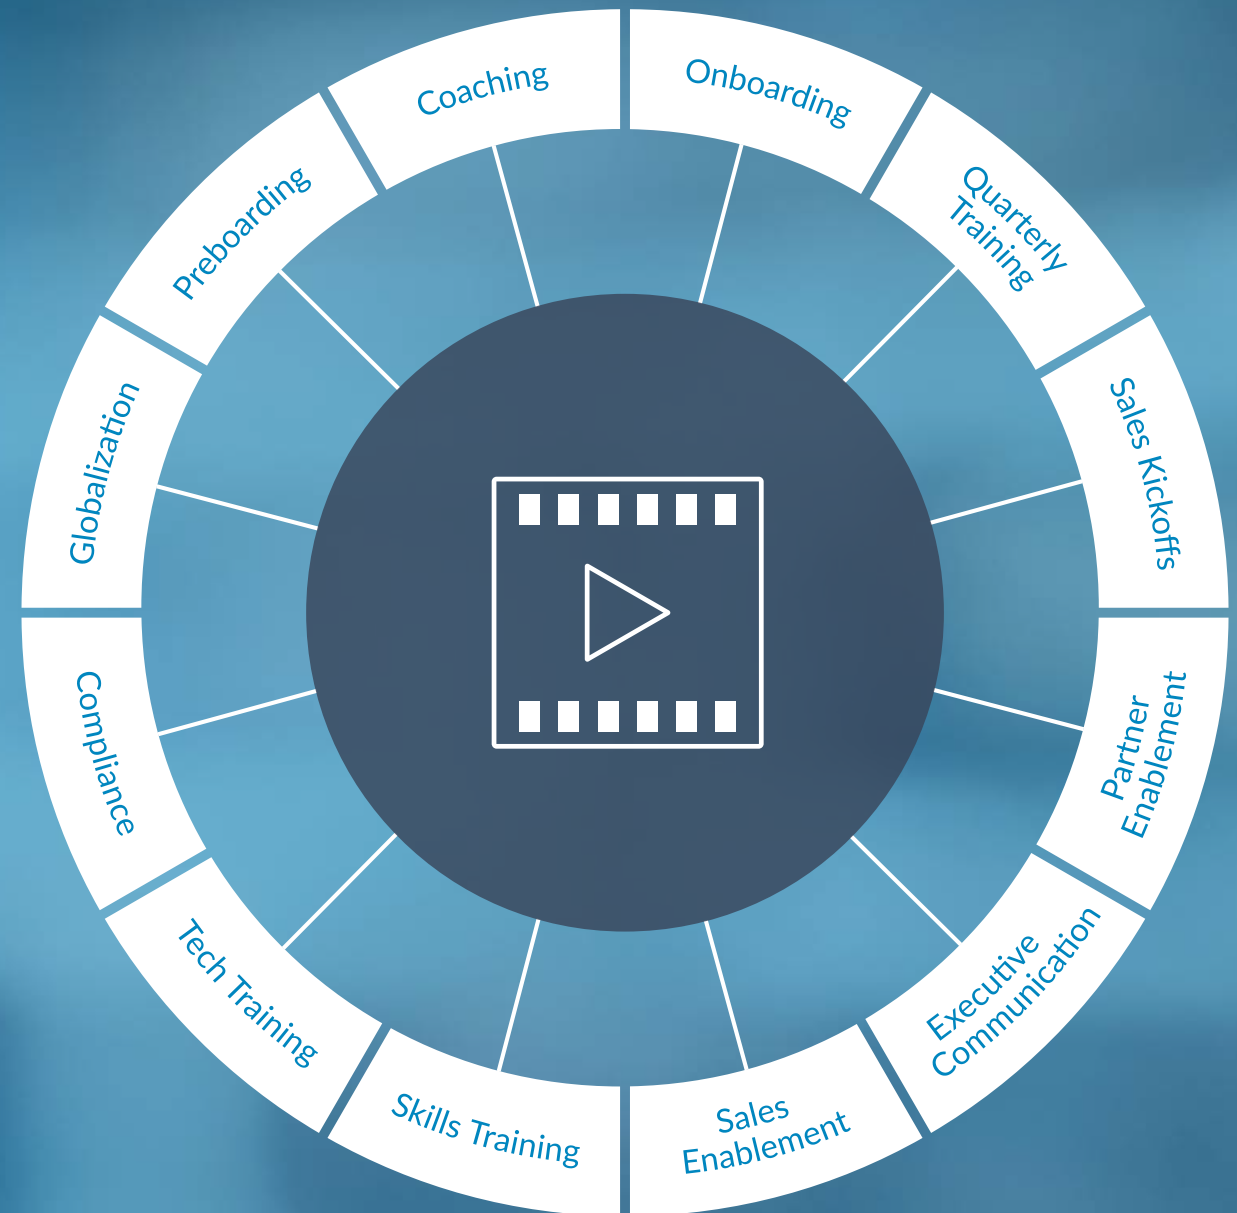 Onboarding
Quarterly
Training
Sales Kickoffs
Partner
Enablement
Executive
Communication
Sales
Enablement
Skills Training
Tech Training
Compliance
Globalization
Preboarding
Coaching